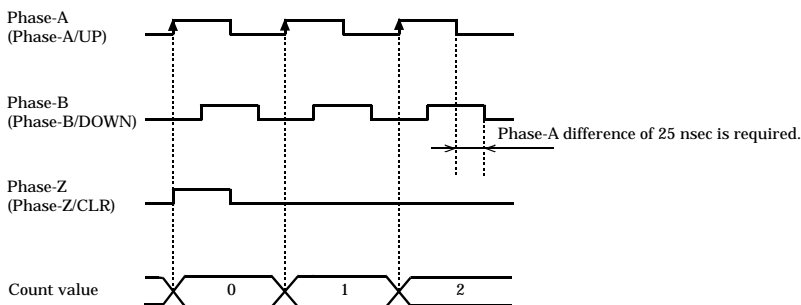 Phase-A
(Phase-A/UP)
Phase-B
(Phase-B/DOWN)
Phase-A difference of 25 nsec is required.
Phase-Z
(Phase-Z/CLR)
Count value
0
1
2